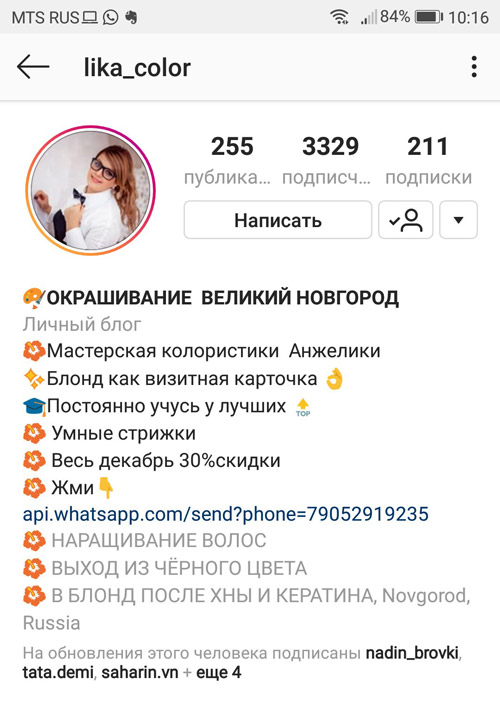 MTS RUS 84% 10:16
lika_color
255 3329 211
публика... подписч... подписки
Написать
ОКРАШИВАНИЕ ВЕЛИКИЙ НОВГОРОД
Личный блог
Мастерская колористики Анжелики
Блонд как визитная карточка
Постоянно учусь у лучших TOP
Умные стрижки
Весь декабрь 30%скидки
Жми
api.whatsapp.com/send?phone=79052919235
НАРАЩИВАНИЕ ВОЛОС
ВЫХОД ИЗ ЧЁРНОГО ЦВЕТА
В БЛОНД ПОСЛЕ ХНЫ И КЕРАТИНА, Novgorod,
Russia
На обновления этого человека подписаны nadin_brovki,
tata.demi, saharin.vn + еще 4